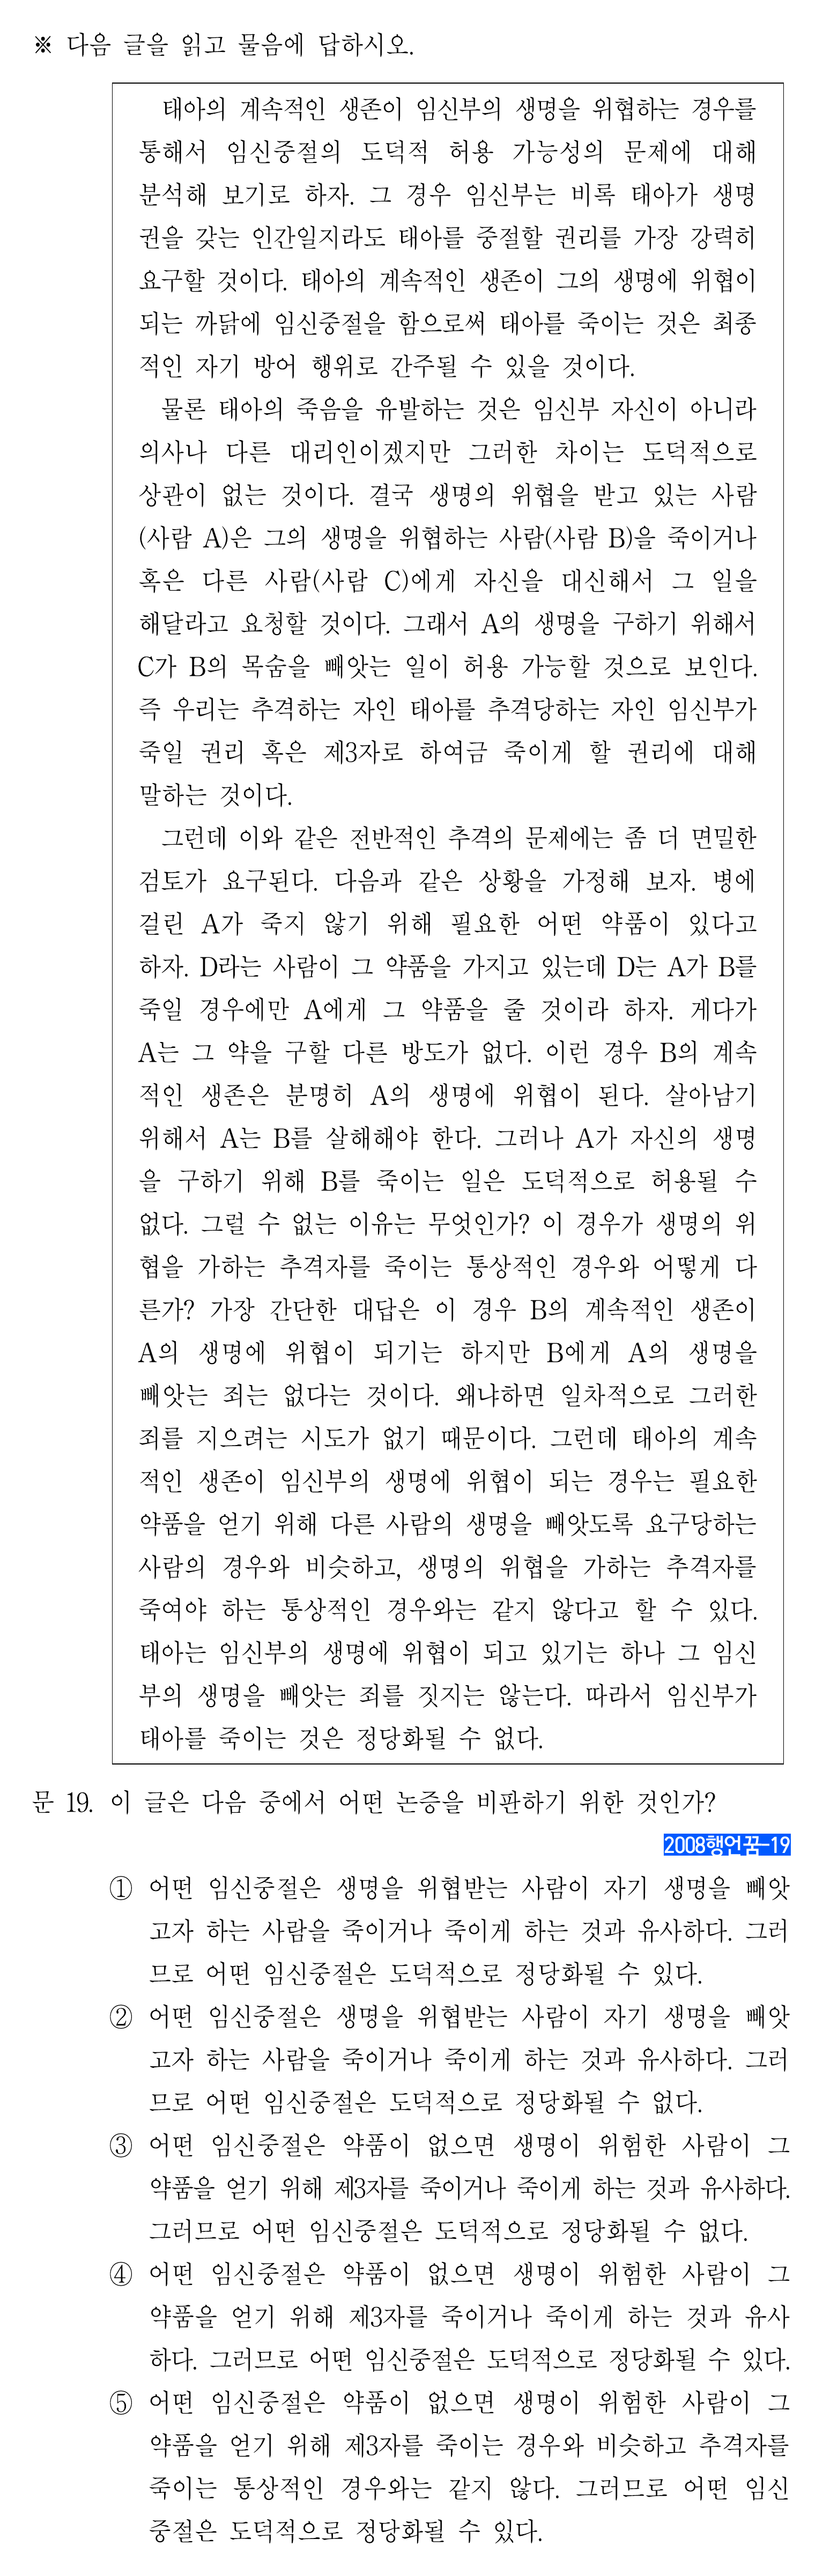 ※ 다음 글을 읽고 물음에 답하시오.
태아의 계속적인 생존이 임신부의 생명을 위협하는 경우를
통해서 임신중절의 도덕적 허용 가능성의 문제에 대해
분석해 보기로 하자. 그 경우 임신부는 비록 태아가 생명
권을 갖는 인간일지라도 태아를 중절할 권리를 가장 강력히
요구할 것이다. 태아의 계속적인 생존이 그의 생명에 위협이
되는 까닭에 임신중절을 함으로써 태아를 죽이는 것은 최종
적인 자기 방어 행위로 간주될 수 있을 것이다.
물론 태아의 죽음을 유발하는 것은 임신부 자신이 아니라
의사나 다른 대리인이겠지만 그러한 차이는 도덕적으로
상관이 없는 것이다. 결국 생명의 위협을 받고 있는 사람
(사람 A)은 그의 생명을 위협하는 사람(사람 B)을 죽이거나
혹은 다른 사람(사람 C)에게 자신을 대신해서 그 일을
해달라고 요청할 것이다. 그래서 A의 생명을 구하기 위해서
C가 B의 목숨을 빼앗는 일이 허용 가능할 것으로 보인다.
즉 우리는 추격하는 자인 태아를 추격당하는 자인 임신부가
죽일 권리 혹은 제3자로 하여금 죽이게 할 권리에 대해
말하는 것이다.
그런데 이와 같은 전반적인 추격의 문제에는 좀 더 면밀한
검토가 요구된다. 다음과 같은 상황을 가정해 보자. 병에
걸린 A가 죽지 않기 위해 필요한 어떤 약품이 있다고
하자. D라는 사람이 그 약품을 가지고 있는데 D는 A가 B를
죽일 경우에만 A에게 그 약품을 줄 것이라 하자. 게다가
A는 그 약을 구할 다른 방도가 없다. 이런 경우 B의 계속
적인 생존은 분명히 A의 생명에 위협이 된다. 살아남기
위해서 A는 B를 살해해야 한다. 그러나 A가 자신의 생명
을 구하기 위해 B를 죽이는 일은 도덕적으로 허용될 수
없다. 그럴 수 없는 이유는 무엇인가? 이 경우가 생명의 위
협을 가하는 추격자를 죽이는 통상적인 경우와 어떻게 다
른가? 가장 간단한 대답은 이 경우 B의 계속적인 생존이
A의 생명에 위협이 되기는 하지만 B에게 A의 생명을
빼앗는 죄는 없다는 것이다. 왜냐하면 일차적으로 그러한
죄를 지으려는 시도가 없기 때문이다. 그런데 태아의 계속
적인 생존이 임신부의 생명에 위협이 되는 경우는 필요한
약품을 얻기 위해 다른 사람의 생명을 빼앗도록 요구당하는
사람의 경우와 비슷하고, 생명의 위협을 가하는 추격자를
죽여야 하는 통상적인 경우와는 같지 않다고 할 수 있다.
태아는 임신부의 생명에 위협이 되고 있기는 하나 그 임신
부의 생명을 빼앗는 죄를 짓지는 않는다. 따라서 임신부가
태아를 죽이는 것은 정당화될 수 없다.
문 19. 이 글은 다음 중에서 어떤 논증을 비판하기 위한 것인가?
2008행언꿈-19
① 어떤 임신중절은 생명을 위협받는 사람이 자기 생명을 빼앗
고자 하는 사람을 죽이거나 죽이게 하는 것과 유사하다. 그러
므로 어떤 임신중절은 도덕적으로 정당화될 수 있다.
② 어떤 임신중절은 생명을 위협받는 사람이 자기 생명을 빼앗
고자 하는 사람을 죽이거나 죽이게 하는 것과 유사하다. 그러
므로 어떤 임신중절은 도덕적으로 정당화될 수 없다.
③ 어떤 임신중절은 약품이 없으면 생명이 위험한 사람이 그
약품을 얻기 위해 제3자를 죽이거나 죽이게 하는 것과 유사하다.
그러므로 어떤 임신중절은 도덕적으로 정당화될 수 없다.
④ 어떤 임신중절은 약품이 없으면 생명이 위험한 사람이 그
약품을 얻기 위해 제3자를 죽이거나 죽이게 하는 것과 유사
하다. 그러므로 어떤 임신중절은 도덕적으로 정당화될 수 있다.
⑤ 어떤 임신중절은 약품이 없으면 생명이 위험한 사람이 그
약품을 얻기 위해 제3자를 죽이는 경우와 비슷하고 추격자를
죽이는 통상적인 경우와는 같지 않다. 그러므로 어떤 임신
중절은 도덕적으로 정당화될 수 있다.